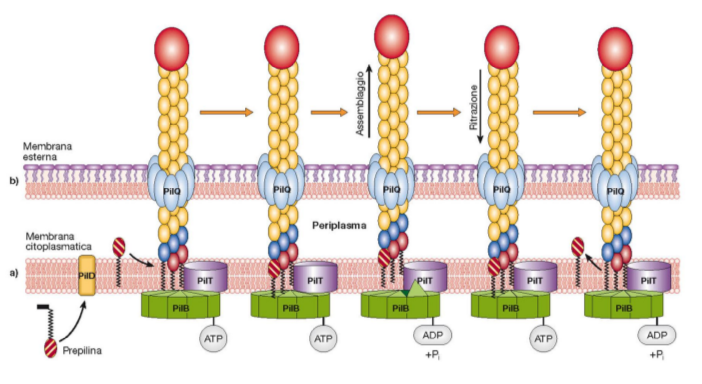 Assemblaggio
Ritrazione
Membrana
esterna
b)
PilQ
PilQ
PilQ
PilQ
PilQ
Periplasma
Membrana
citoplasmatica
a)
PilD
PilT
PilT
PilT
PilT
PilT
PilB
PilB
PilB
PilB
PilB
ATP
ATP
ADP
+Pi
ATP
ADP
+Pi
Prepilina